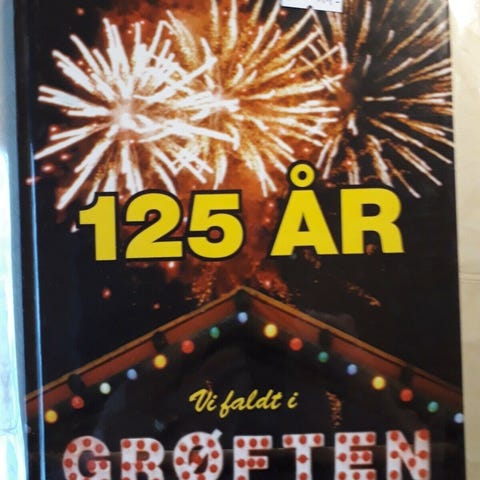 125 ÅR
Vi faldt i
GRØFTEN